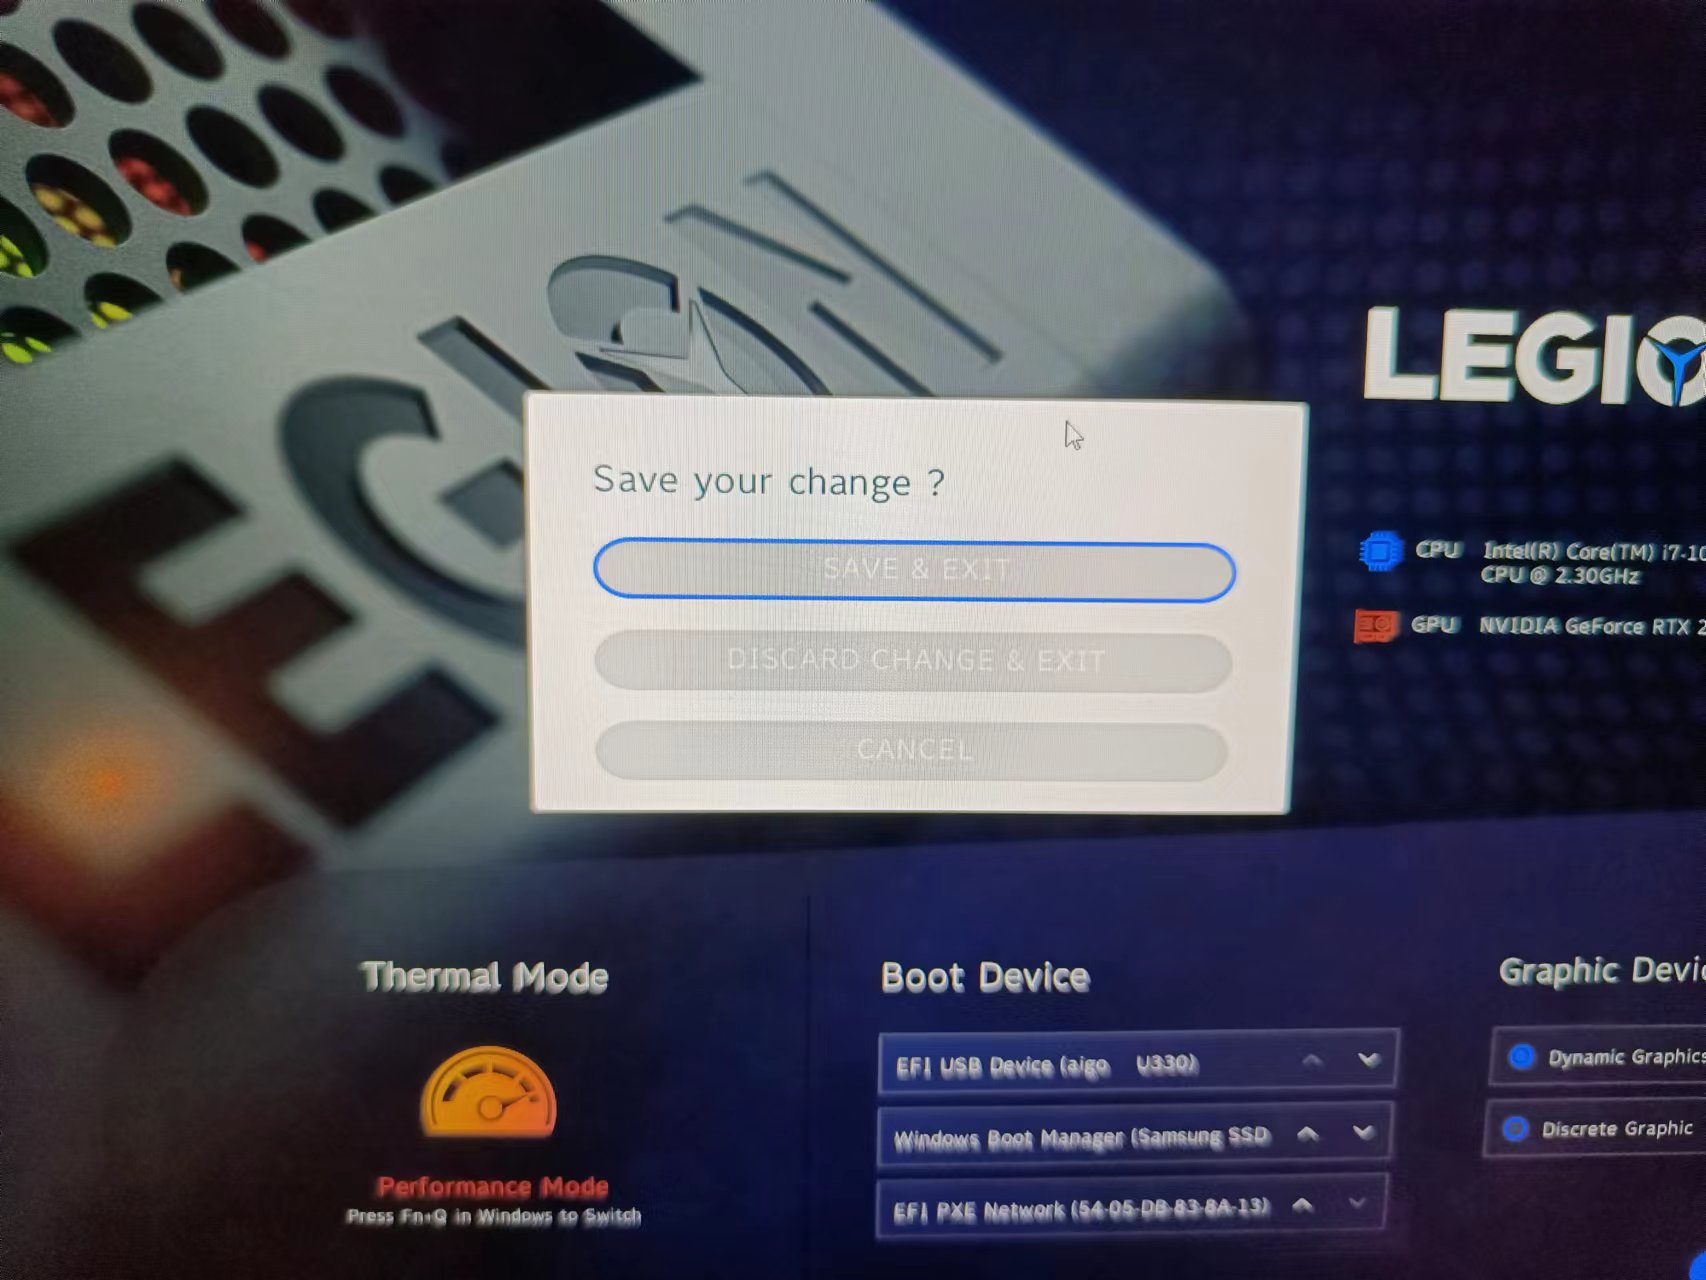 LEGIO
Save your change ?
SAVE & EXIT
DISCARD CHANGE & EXIT
CANCEL
CPU Intel(R) Core(TM) i7-10
CPU @ 2.30GHz
GPU NVIDIA GeForce RTX 2
Thermal Mode
Performance Mode
Press Fn+Q in Windows to Switch
Boot Device
EFI USB Device (aigo U330)
Windows Boot Manager (Samsung SSD
EFI PXE Network (54-05-DB-83-8A-13)
Graphic Devic
Dynamic Graphics
Discrete Graphic